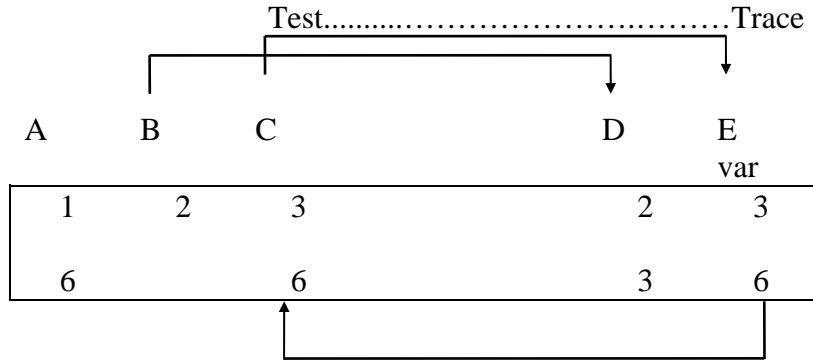 Test..........……………………..………Trace
A B C D E
var
1 2 3 2 3
6 6 3 6